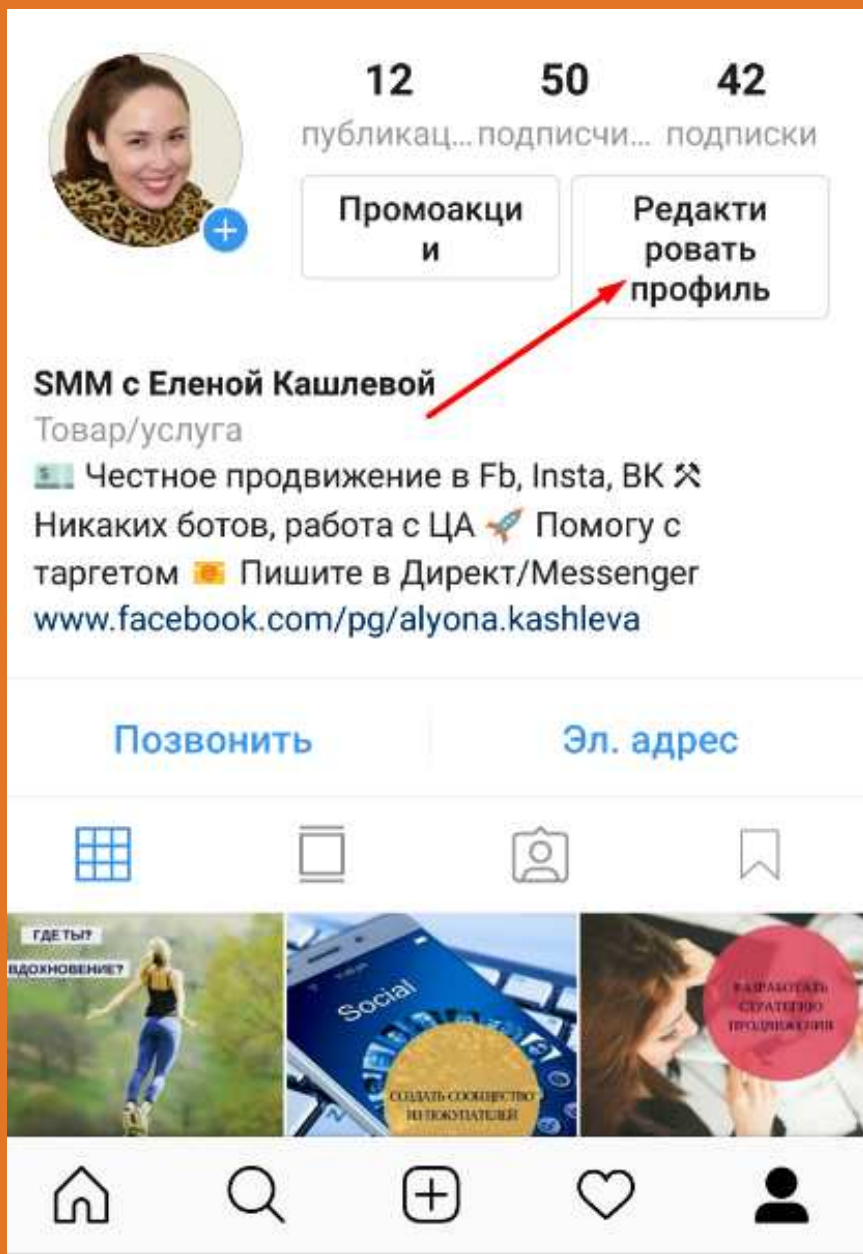 12 50 42
публикац... подписчи... подписки
Промоакци
и
Редакти
ровать
профиль
SMM с Еленой Кашлевой
Товар/услуга
💵 Честное продвижение в Fb, Insta, ВК ⚒
Никаких ботов, работа с ЦА 🚀 Помогу с
таргетом 📧 Пишите в Директ/Messenger
www.facebook.com/pg/alyona.kashleva
Позвонить Эл. адрес
ГДЕ ТЫ?
ВДОХНОВЕНИЕ?
Social
СОЗДАТЬ СООБЩЕСТВО
ИЗ ПОКУПАТЕЛЕЙ
РАЗРАБОТАТЬ
СТРАТЕГИЮ
ПРОДВИЖЕНИЯ